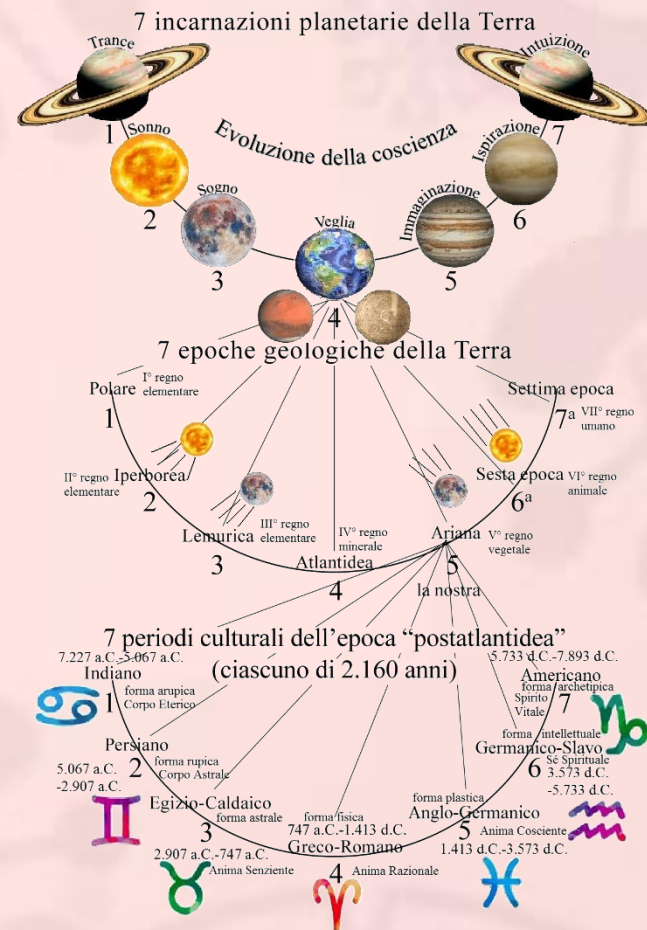 7 incarnazioni planetarie della Terra
Trance
1
Intuizione
7
Evoluzione della coscienza
Sonno
2
Ispirazione
6
Sogno
3
Immaginazione
5
Veglia
4
7 epoche geologiche della Terra
Polare
I° regno
elementare
1
Settima epoca
7ª
VII° regno
umano
II° regno
elementare
Iperborea
2
Sesta epoca
VI° regno
animale
6ª
Lemurica
III° regno
elementare
3
IV° regno
minerale
Atlantidea
4
Ariana
V° regno
vegetale
5
la nostra
7 periodi culturali dell'epoca “postatlantidea”
(ciascuno di 2.160 anni)
7.227 a.C.-5.067 a.C.
Indiano
1
forma arupica
Corpo Eterico
5.733 d.C.-7.893 d.C.
Americano
forma archetipica
Spirito
Vitale
7
Persiano
2
forma rupica
Corpo Astrale
5.067 a.C.
-2.907 a.C.
forma intellettuale
Germanico-Slavo
6
Sé Spirituale
3.573 d.C.
-5.733 d.C.
Egizio-Caldaico
3
forma astrale
2.907 a.C.-747 a.C.
Anima Senziente
forma fisica
747 a.C.-1.413 d.C.
Greco-Romano
4
Anima Razionale
forma plastica
Anglo-Germanico
5
Anima Cosciente
1.413 d.C.-3.573 d.C.